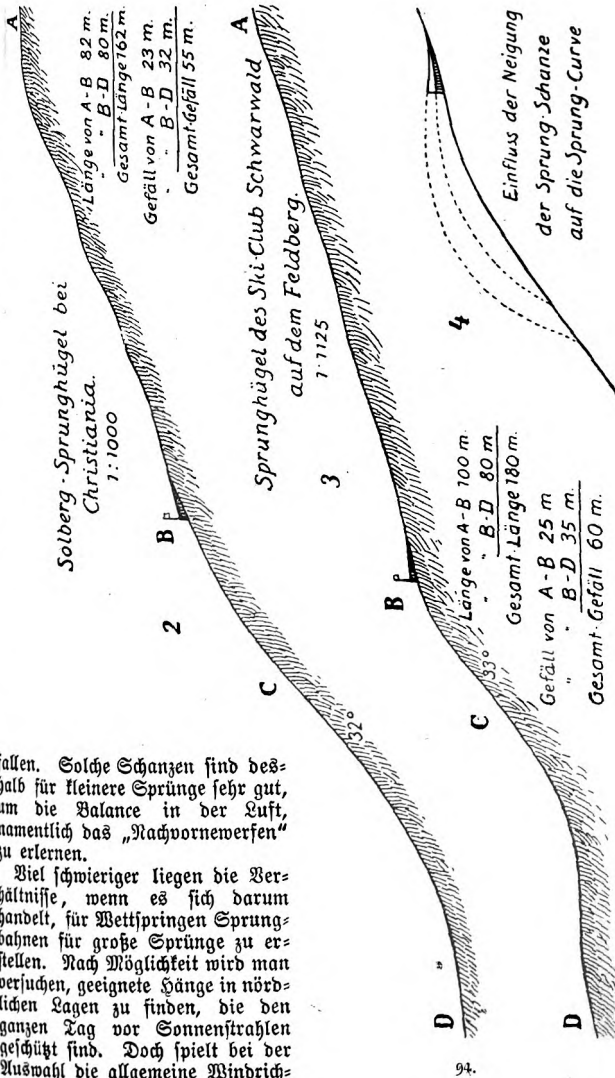 A
Länge von A-B 82 m.
" B-D 80 m.
Gesamt-Länge 162 m.
Gefäll von A-B 23 m.
" B-D 32 m.
Gesamt-Gefäll 55 m.
Solberg-Sprunghügel bei
Christiania.
1:1000
B
2
C
32°
D
A
Sprunghügel des Ski-Club Schwarwald
auf dem Feldberg.
1:1125
3
B
Länge von A-B 100 m.
" B-D 80 m
Gesamt-Länge 180 m.
Gefäll von A-B 25 m
" B-D 35 m.
Gesamt-Gefäll 60 m.
C
33°
D
4
Einfluss der Neigung
der Sprung-Schanze
auf die Sprung-Curve
fallen. Solche Schanzen sind des=
halb für kleinere Sprünge sehr gut,
um die Balance in der Luft,
namentlich das „Nachvornewerfen"
zu erlernen.
Viel schwieriger liegen die Ver=
hältnisse, wenn es sich darum
handelt, für Wettspringen Sprung=
bahnen für große Sprünge zu er=
stellen. Nach Möglichkeit wird man
versuchen, geeignete Hänge in nörd=
lichen Lagen zu finden, die den
ganzen Tag vor Sonnenstrahlen
geschützt sind. Doch spielt bei der
Auswahl die allgemeine Windrich=
94.